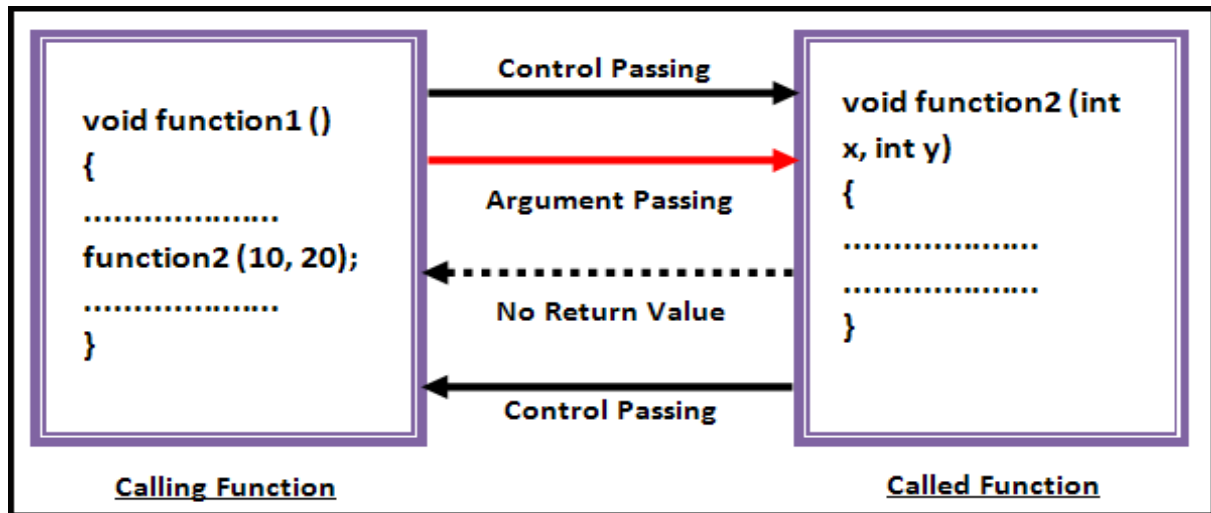 void function1 ()
{
....................
function2 (10, 20);
....................
}
Calling Function
Control Passing
Argument Passing
No Return Value
Control Passing
void function2 (int
x, int y)
{
....................
....................
}
Called Function